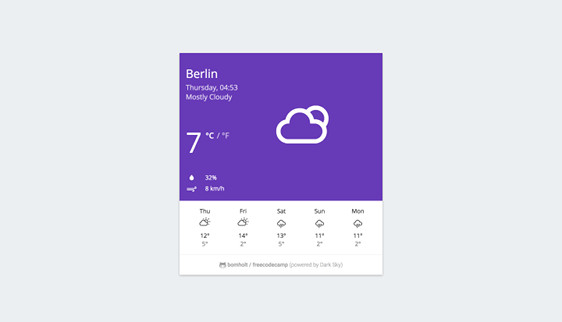 Berlin
Thursday, 04:53
Mostly Cloudy
7 °C / °F
32%
8 km/h
Thu Fri Sat Sun Mon
12° 14° 13° 11° 11°
5° 2° 5° 2° 2°
bomholt / freecodecamp (powered by Dark Sky)